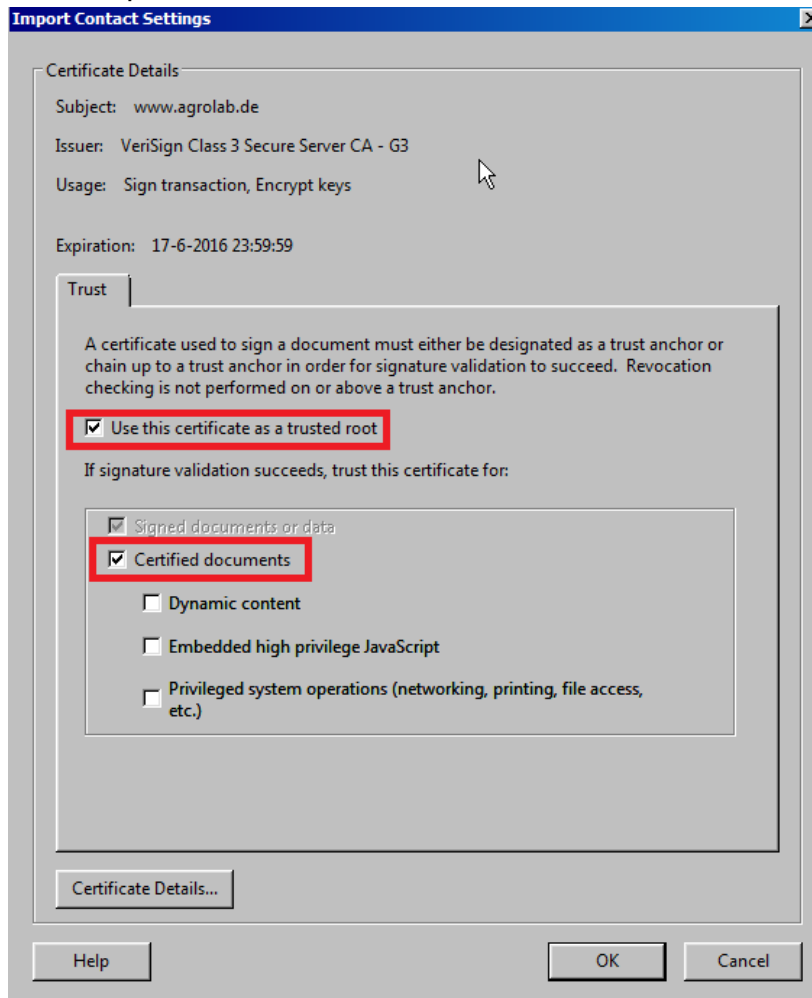 Import Contact Settings
Certificate Details
Subject: www.agrolab.de
Issuer: VeriSign Class 3 Secure Server CA - G3
Usage: Sign transaction, Encrypt keys
Expiration: 17-6-2016 23:59:59
Trust
A certificate used to sign a document must either be designated as a trust anchor or
chain up to a trust anchor in order for signature validation to succeed. Revocation
checking is not performed on or above a trust anchor.
Use this certificate as a trusted root
If signature validation succeeds, trust this certificate for:
Signed documents or data
Certified documents
Dynamic content
Embedded high privilege JavaScript
Privileged system operations (networking, printing, file access,
etc.)
Certificate Details...
Help
OK
Cancel